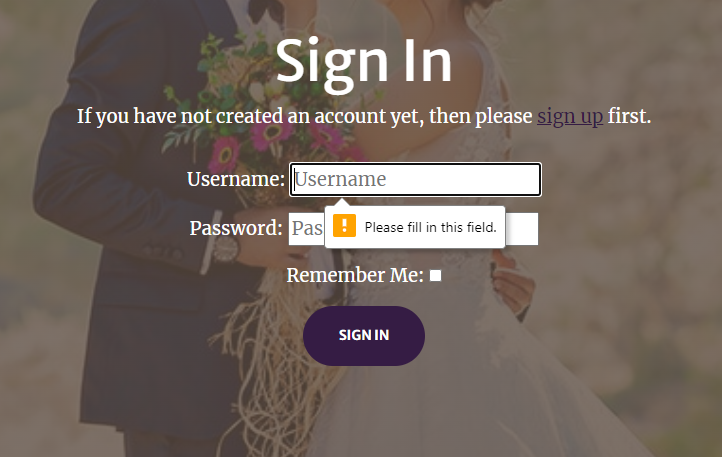 Sign In
If you have not created an account yet, then please sign up first.
Username: Username
Please fill in this field.
Password: Pas
Remember Me:
SIGN IN